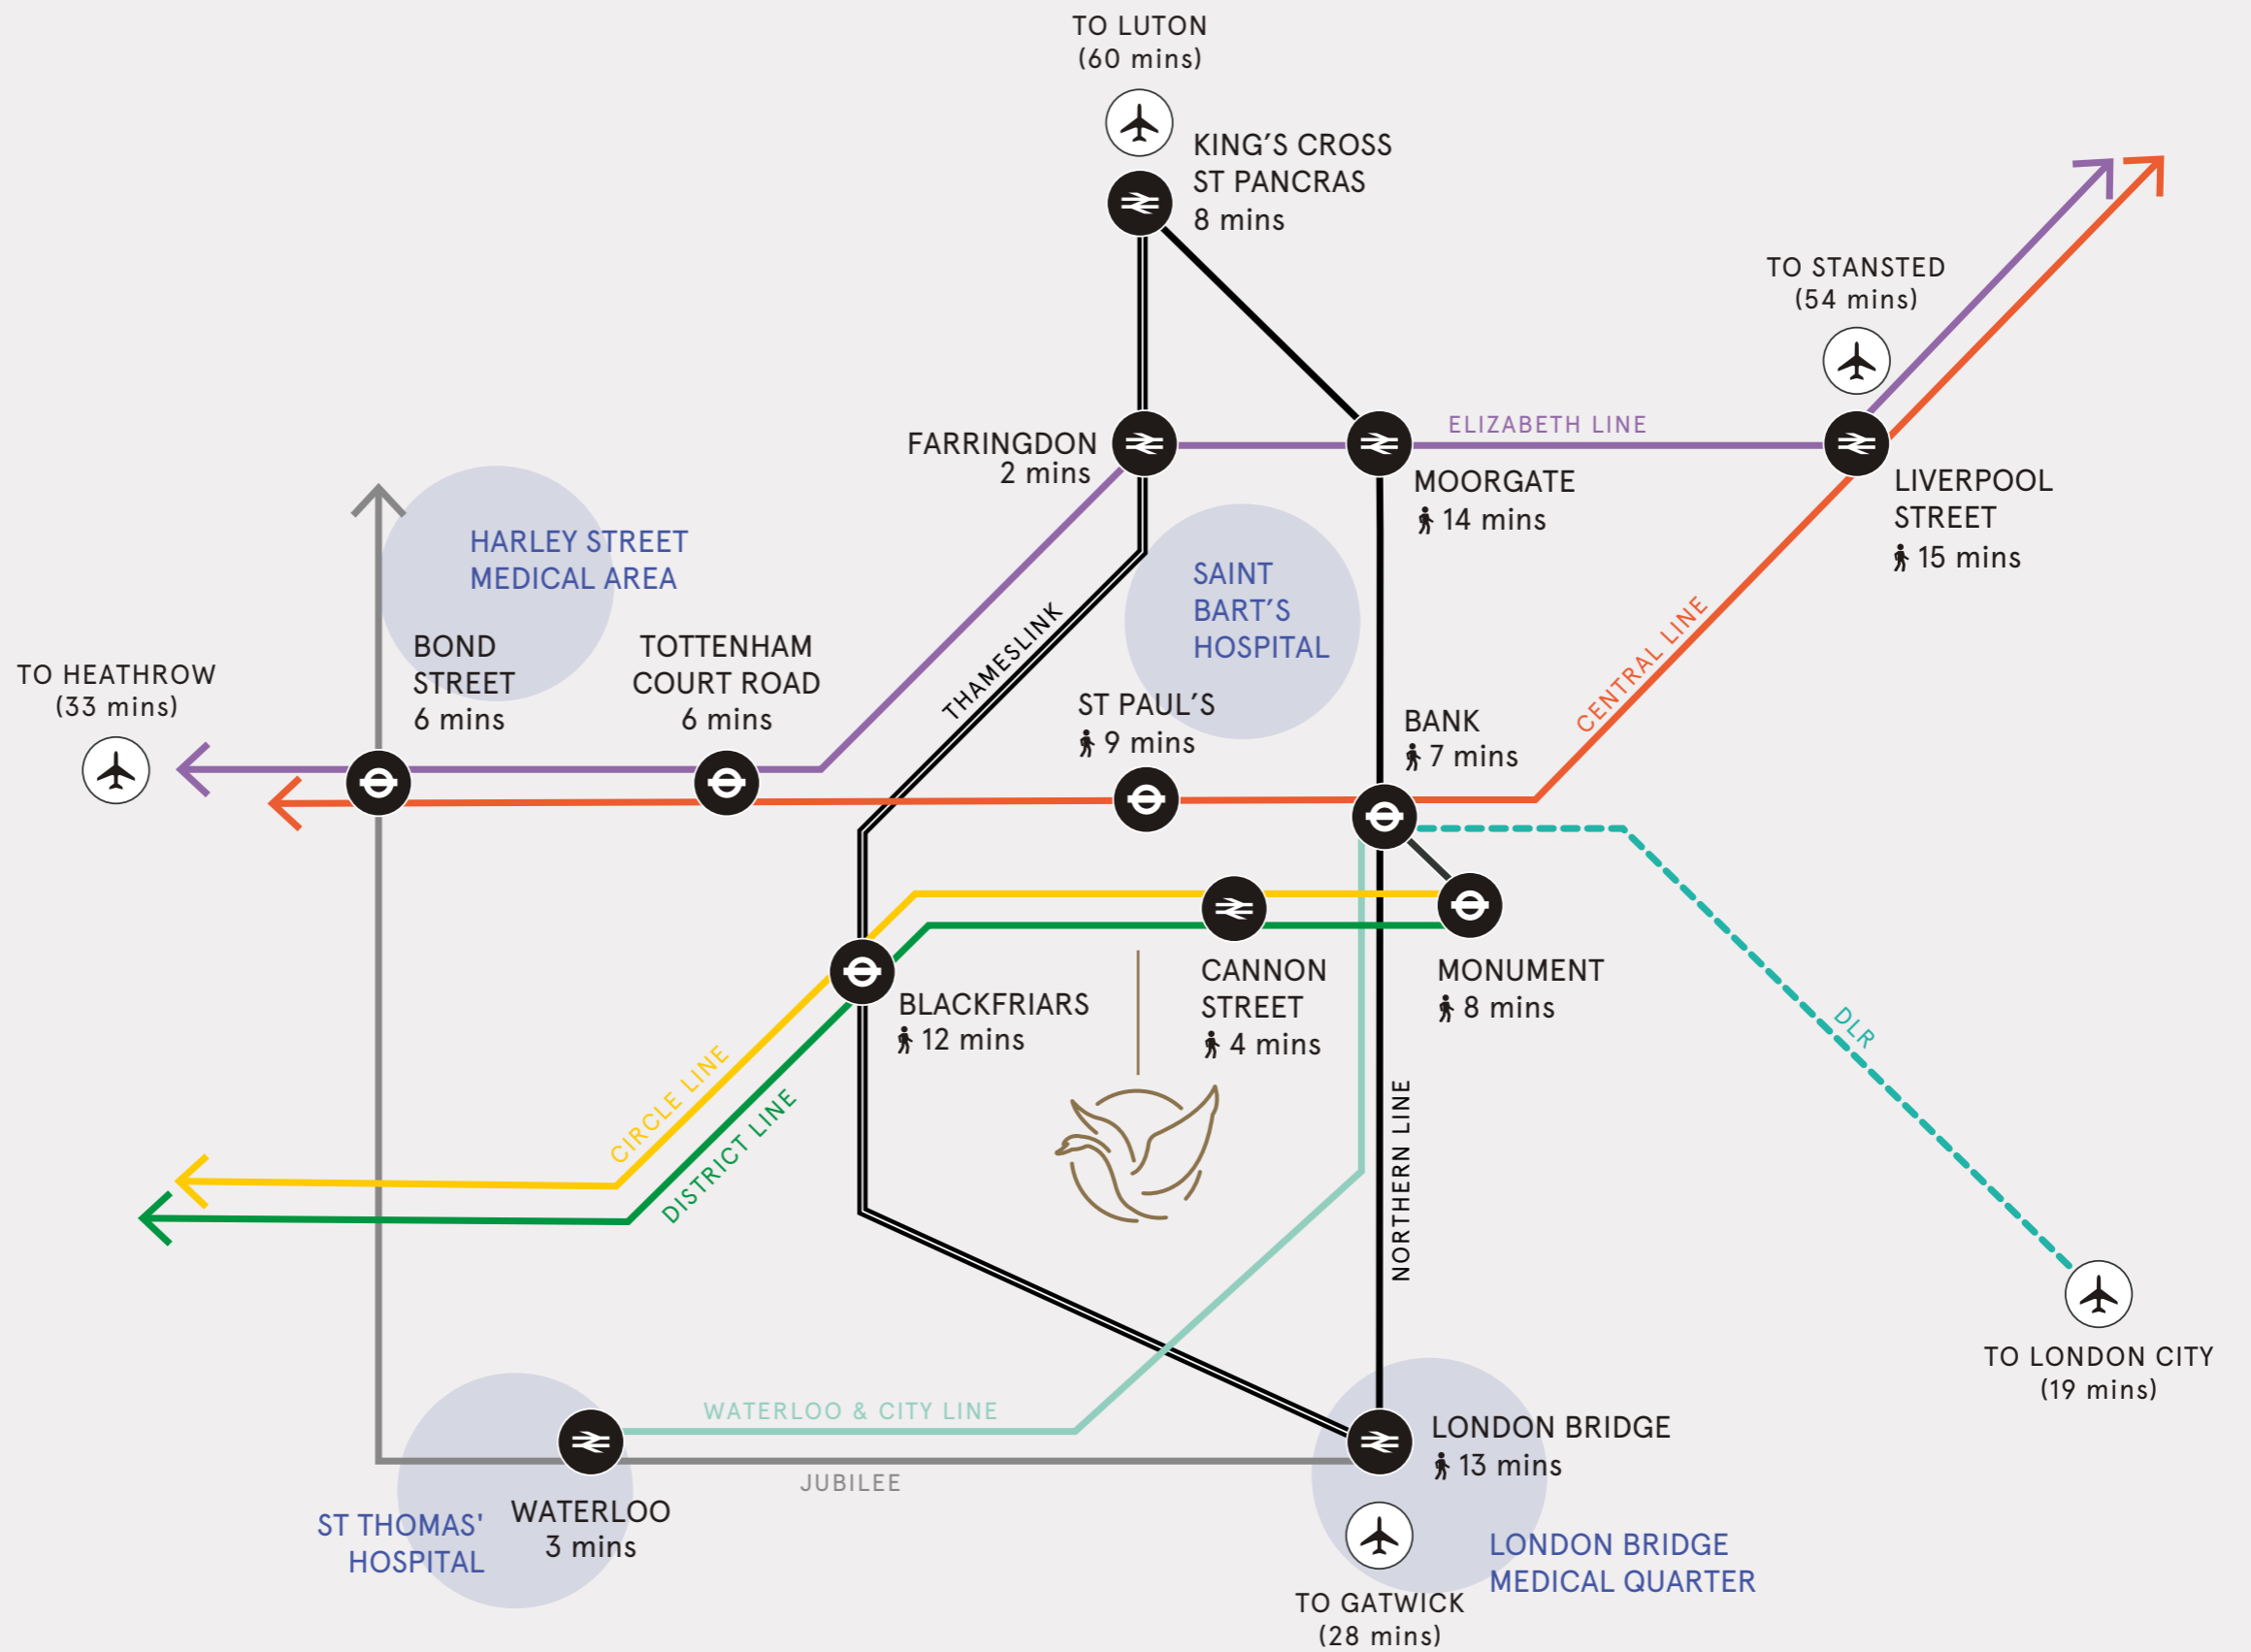 TO LUTON
(60 mins)
KING'S CROSS
ST PANCRAS
8 mins
TO STANSTED
(54 mins)
FARRINGDON
2 mins
ELIZABETH LINE
MOORGATE
14 mins
LIVERPOOL
STREET
15 mins
HARLEY STREET
MEDICAL AREA
SAINT
BART'S
HOSPITAL
THAMESLINK
CENTRAL LINE
TO HEATHROW
(33 mins)
BOND
STREET
6 mins
TOTTENHAM
COURT ROAD
6 mins
ST PAUL'S
9 mins
BANK
7 mins
BLACKFRIARS
12 mins
CANNON
STREET
4 mins
MONUMENT
8 mins
DLR
CIRCLE LINE
DISTRICT LINE
NORTHERN LINE
TO LONDON CITY
(19 mins)
WATERLOO & CITY LINE
JUBILEE
LONDON BRIDGE
13 mins
ST THOMAS'
HOSPITAL
WATERLOO
3 mins
LONDON BRIDGE
MEDICAL QUARTER
TO GATWICK
(28 mins)